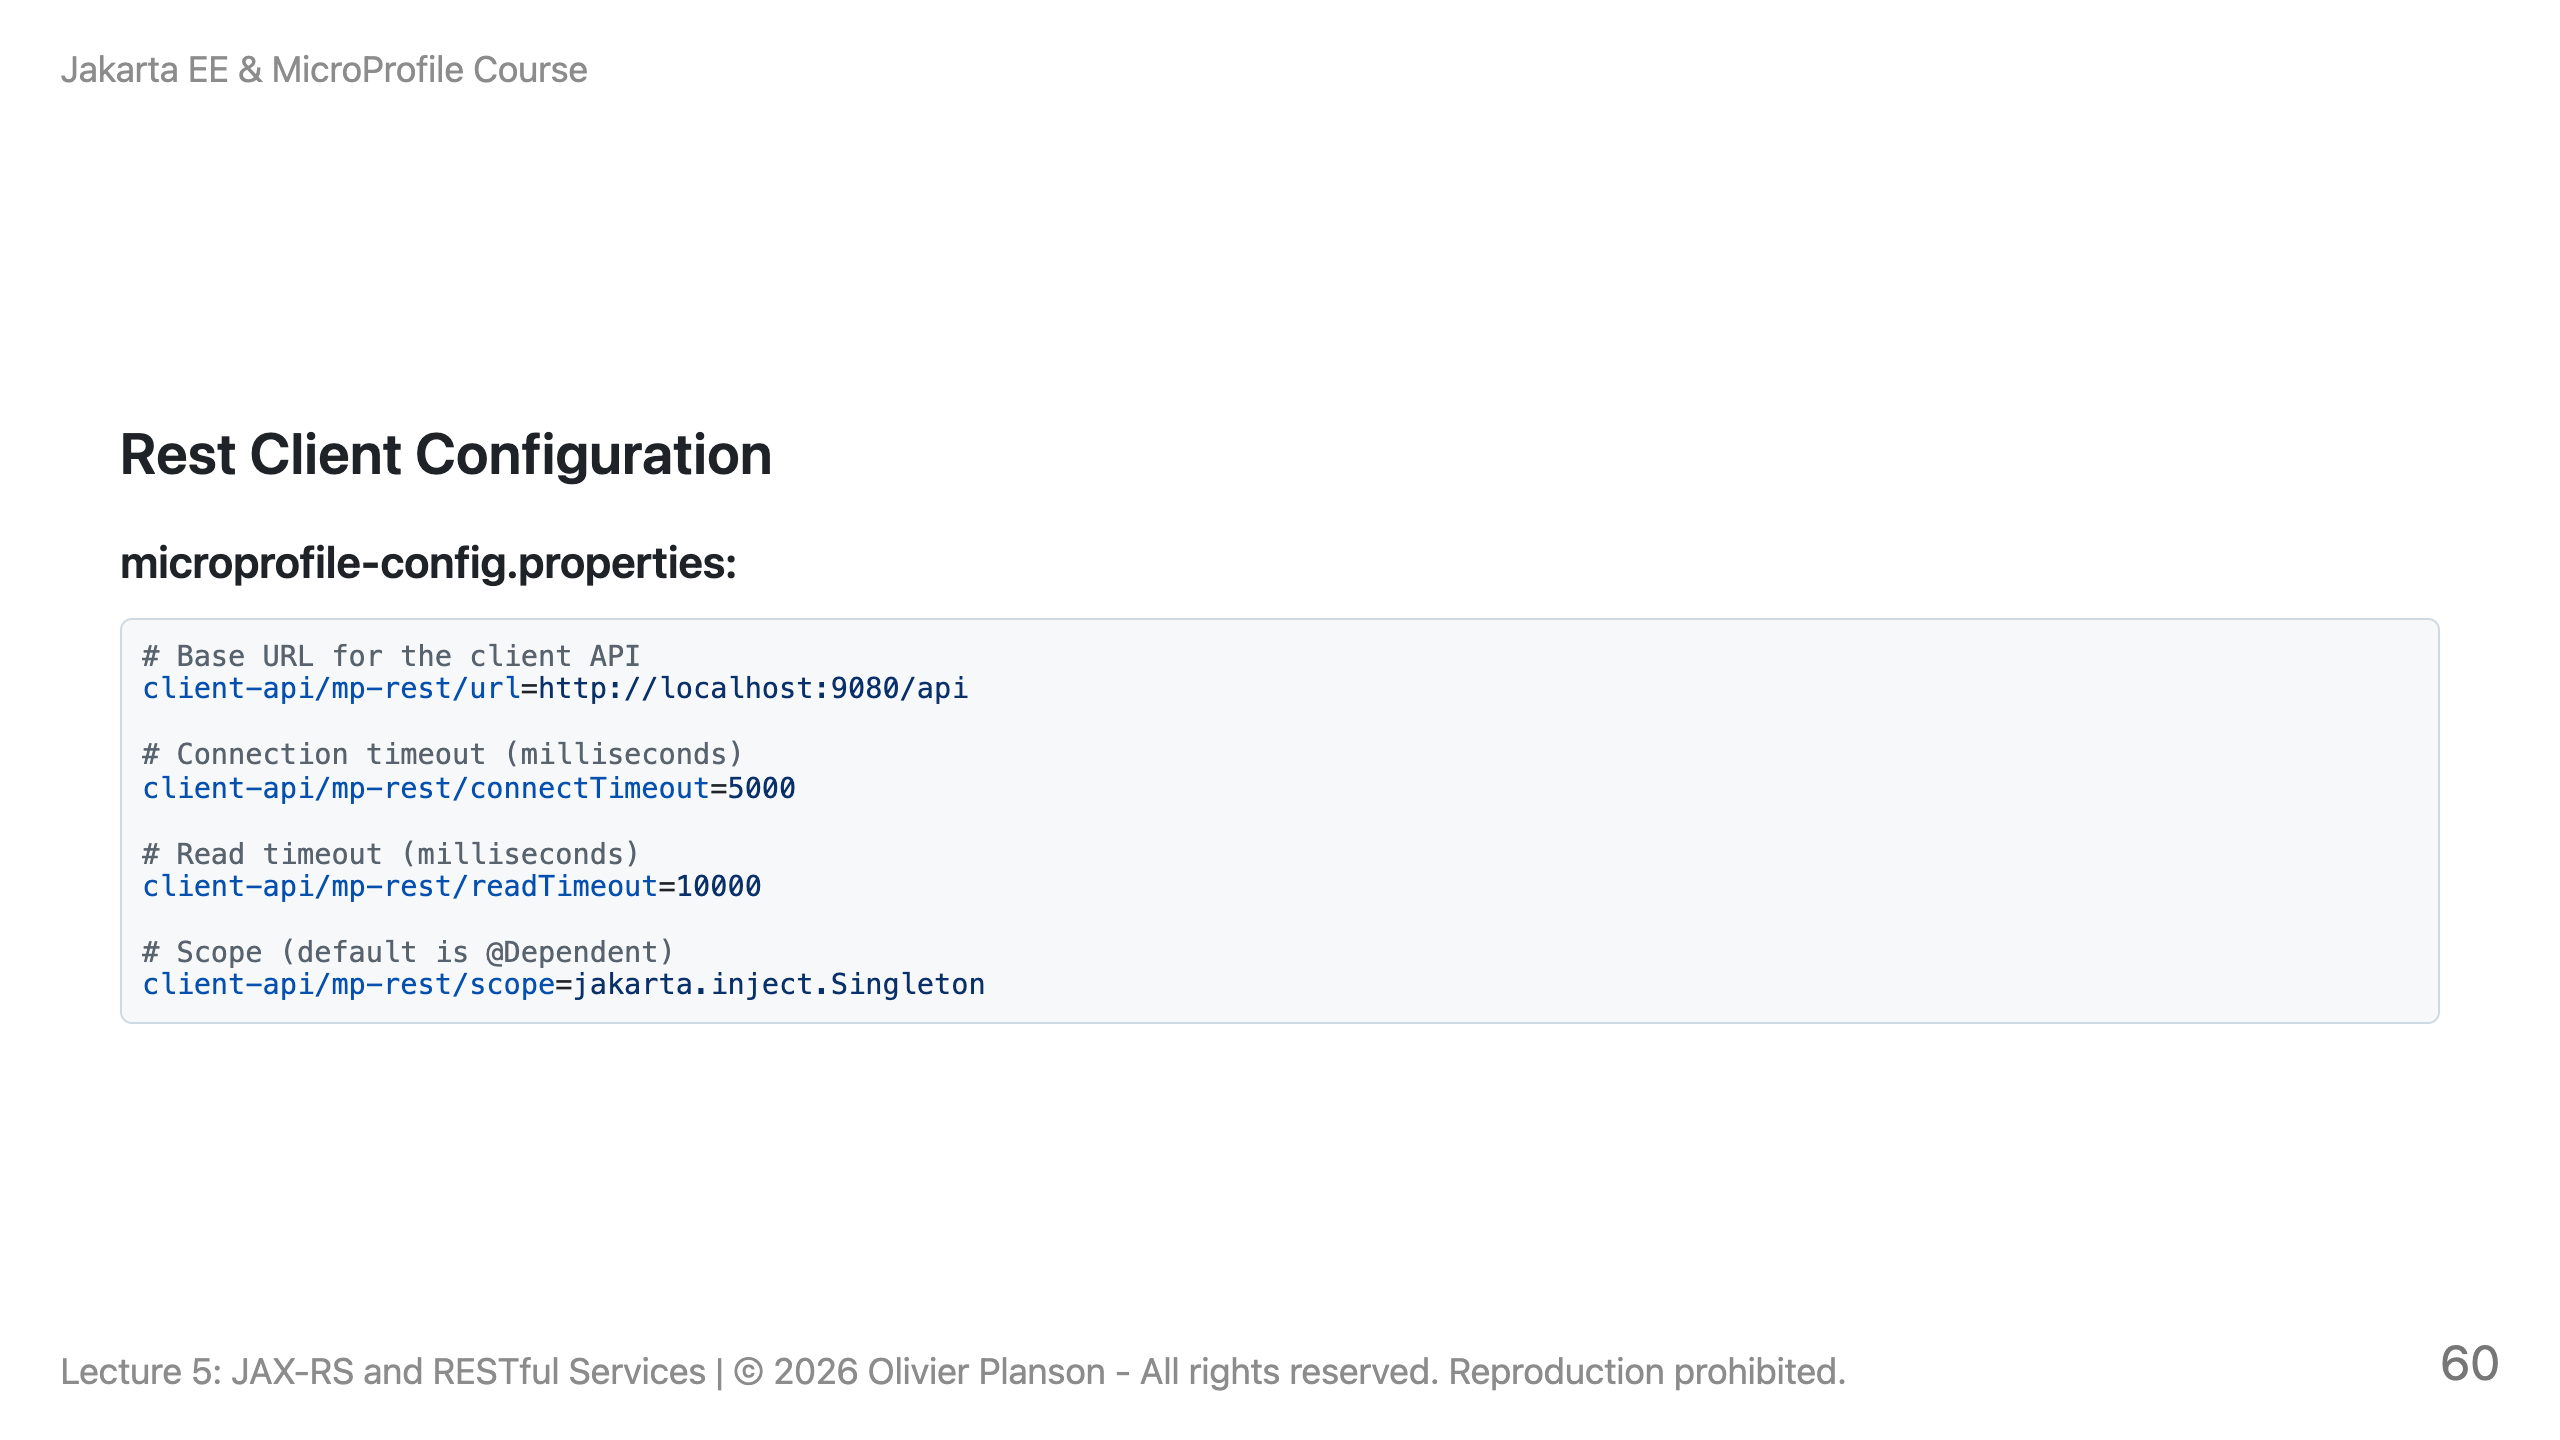 Jakarta EE & MicroProfile Course
Rest Client Configuration
microprofile-config.properties:
# Base URL for the client API
client-api/mp-rest/url=http://localhost:9080/api
# Connection timeout (milliseconds)
client-api/mp-rest/connectTimeout=5000
# Read timeout (milliseconds)
client-api/mp-rest/readTimeout=10000
# Scope (default is @Dependent)
client-api/mp-rest/scope=jakarta.inject.Singleton
Lecture 5: JAX-RS and RESTful Services | © 2026 Olivier Planson - All rights reserved. Reproduction prohibited.
60